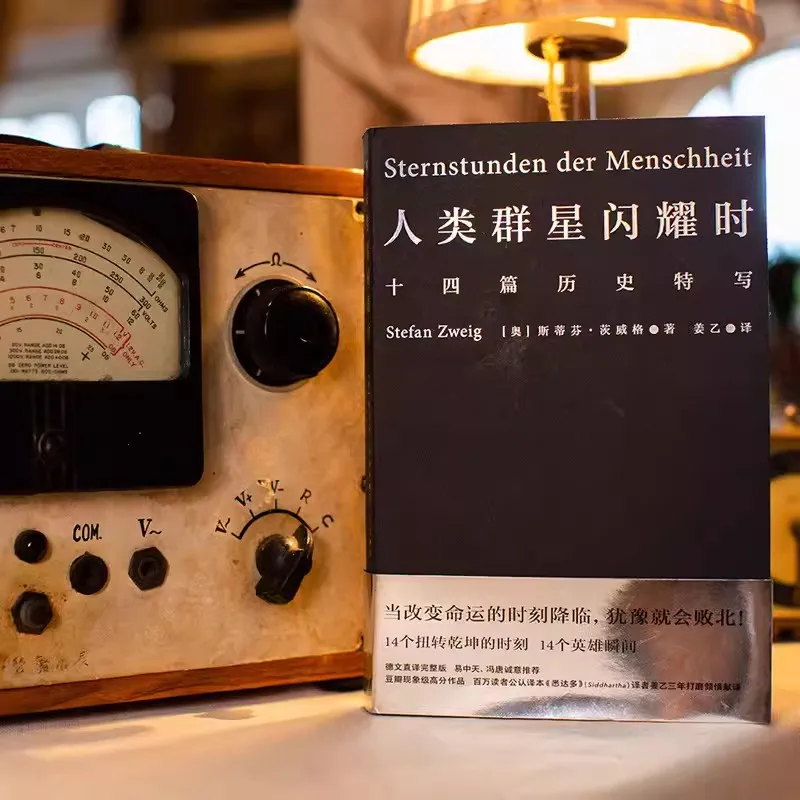 Sternstunden der Menschheit
人类群星闪耀时
十四篇历史特写
Stefan Zweig [奥] 斯蒂芬·茨威格 著 姜乙 译
当改变命运的时刻降临，犹豫就会败北！
14个扭转乾坤的时刻 14个英雄瞬间
德文直译完整版 易中天、冯唐诚意推荐
豆瓣现象级高分作品 百万读者公认译本《悉达多》(Siddhartha) 译者姜乙三年打磨倾情献译
Ω
V~ V+ V- R C
COM. V~
OHMS
VOLTS